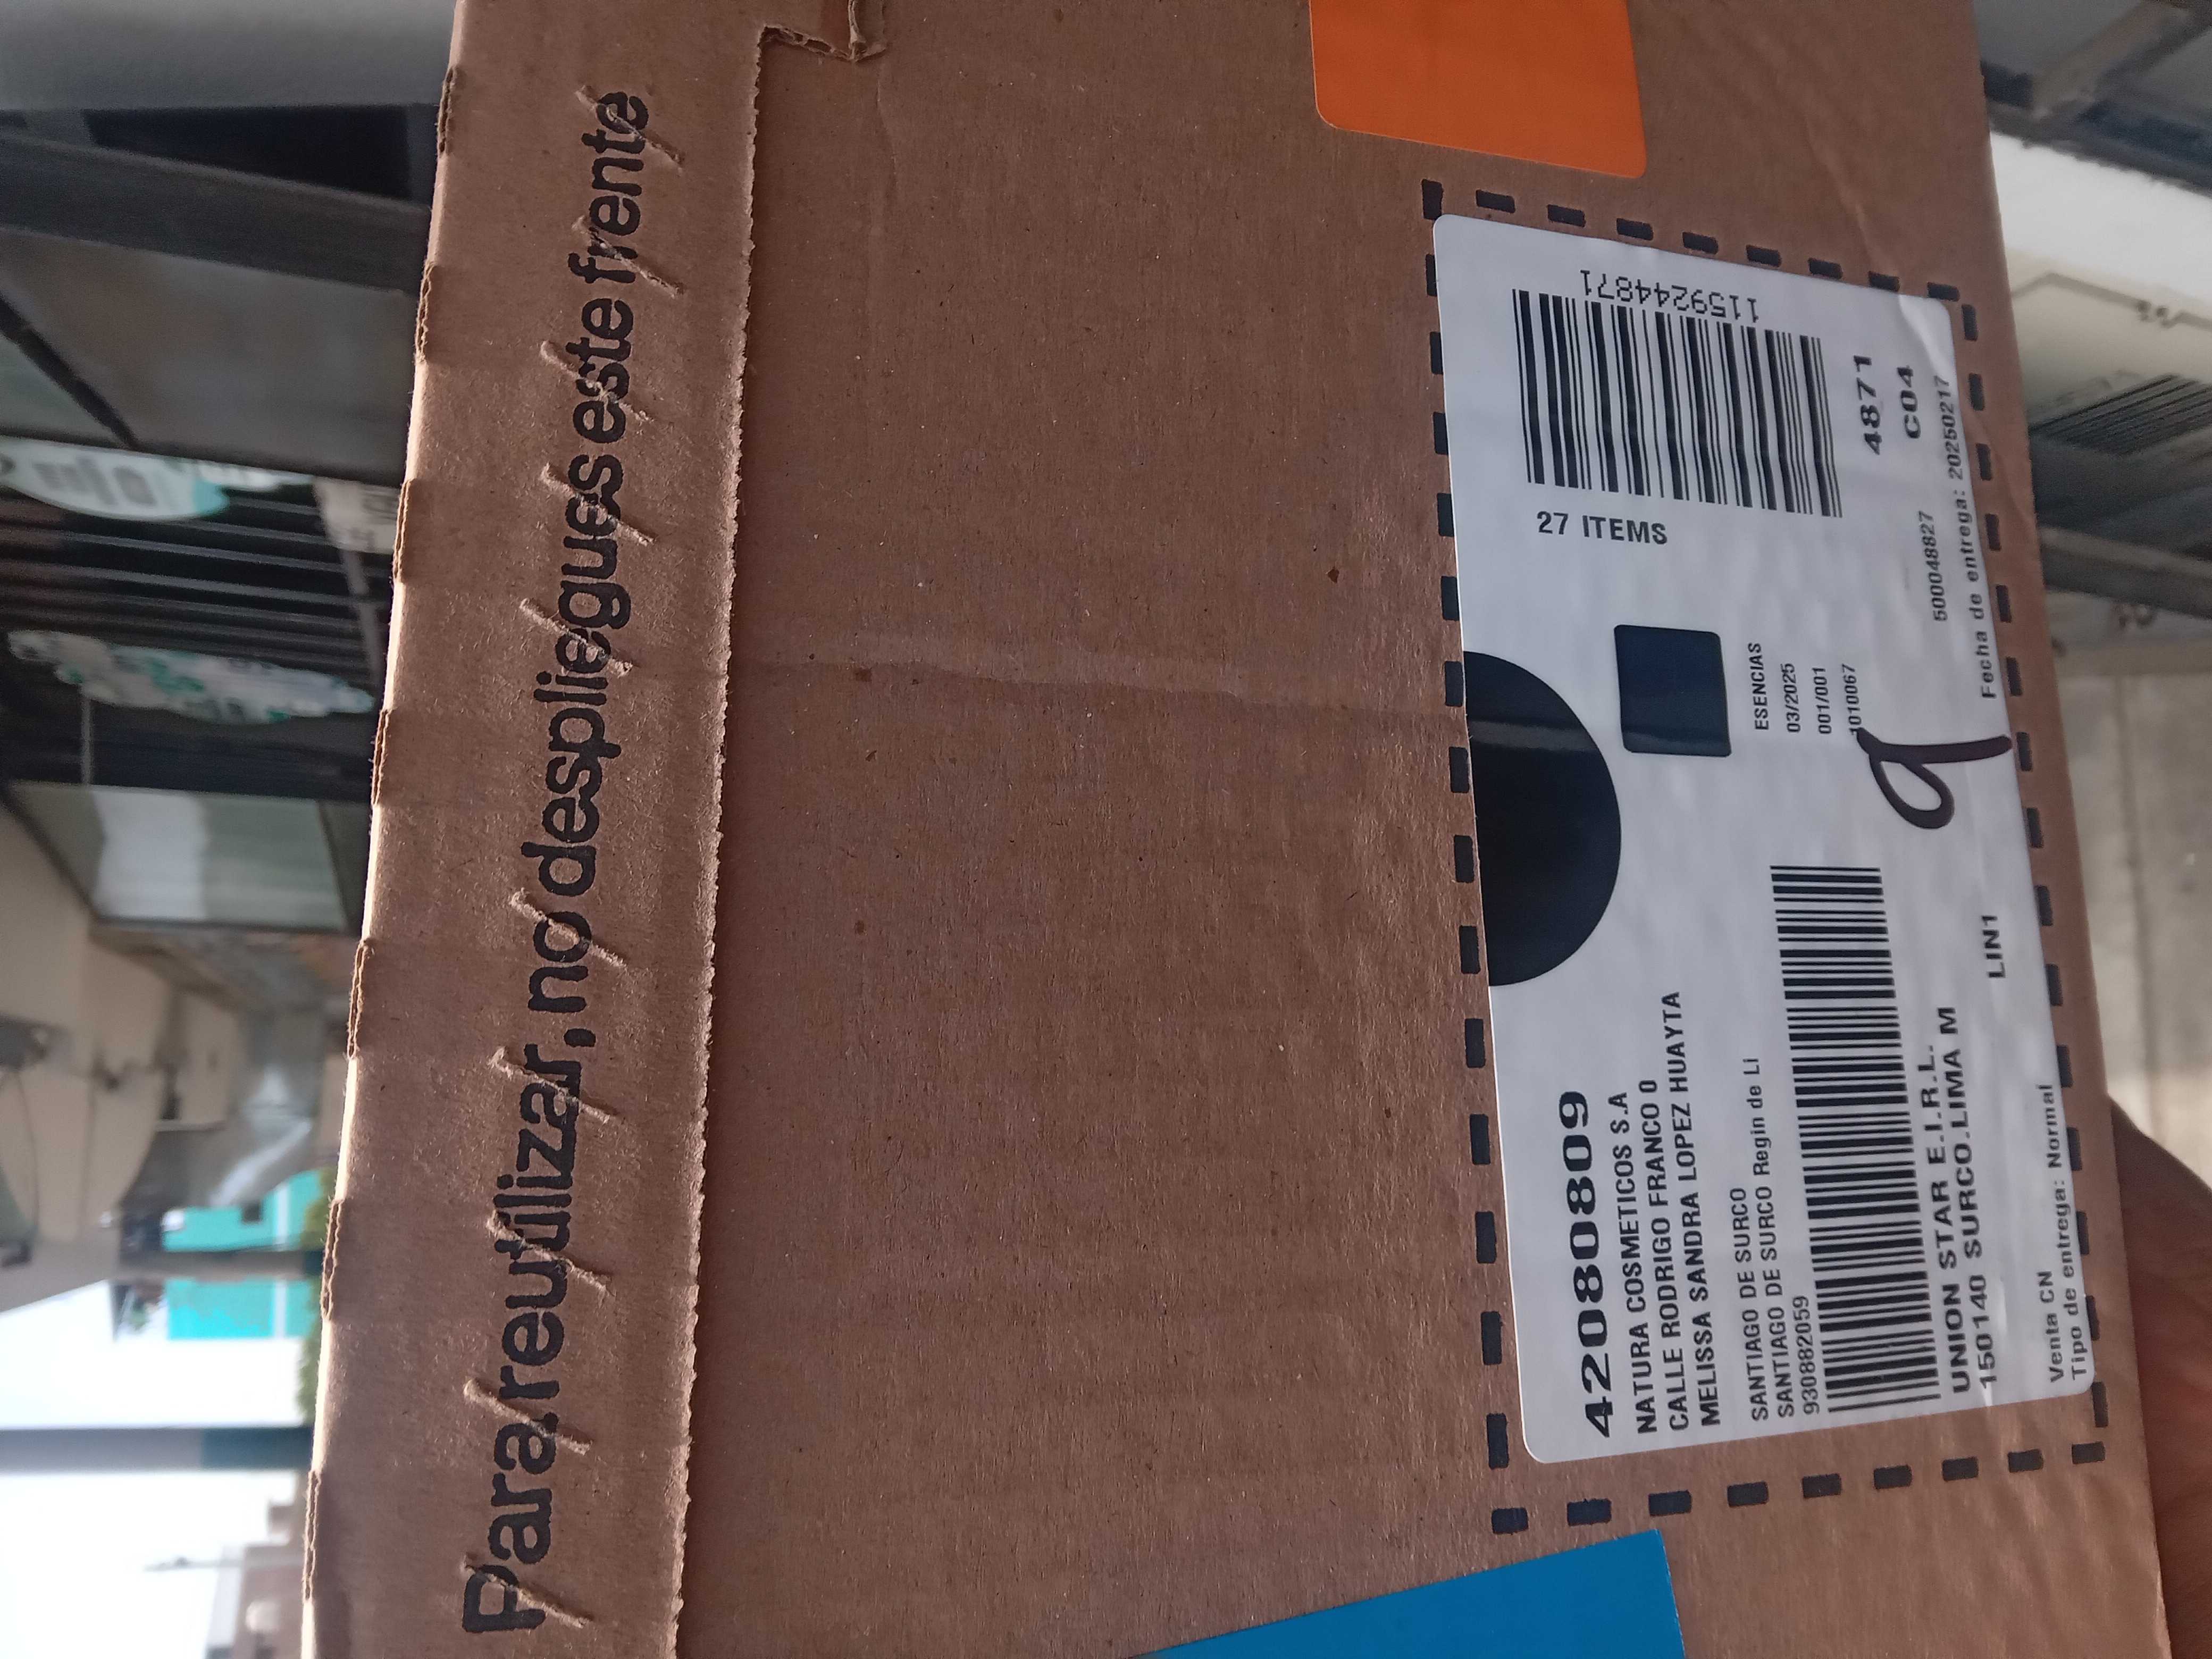 Para reutilizar, no despliegues este frente
42080809
NATURA COSMETICOS S.A
CALLE RODRIGO FRANCO 0
MELISSA SANDRA LOPEZ HUAYTA
SANTIAGO DE SURCO
SANTIAGO DE SURCO Regin de Li
930882059
UNION STAR E.I.R.L.
150140 SURCO.LIMA M
LIN1
Venta CN
Tipo de entrega: Normal
ESENCIAS
03/2025
001/001
1010067
9
27 ITEMS
1159244871
4871
C04
500048827
Fecha de entrega: 20250217